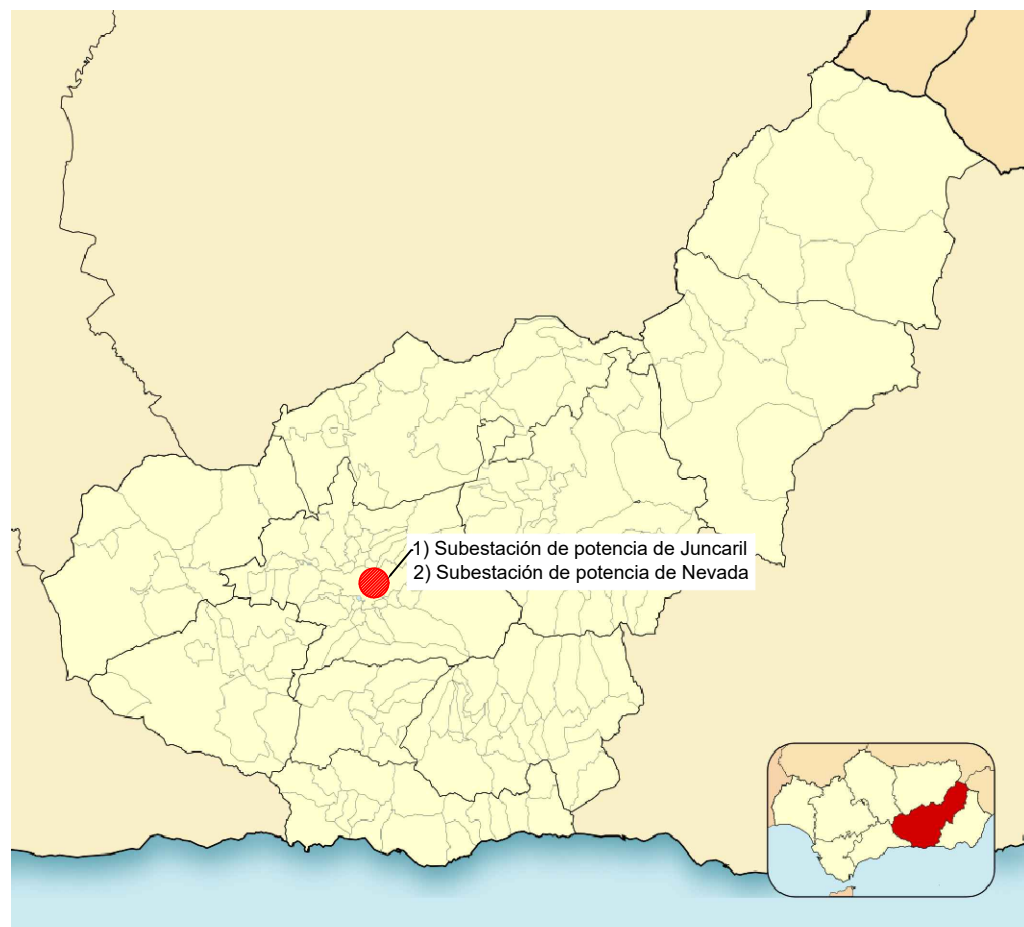 1) Subestación de potencia de Juncaril
2) Subestación de potencia de Nevada